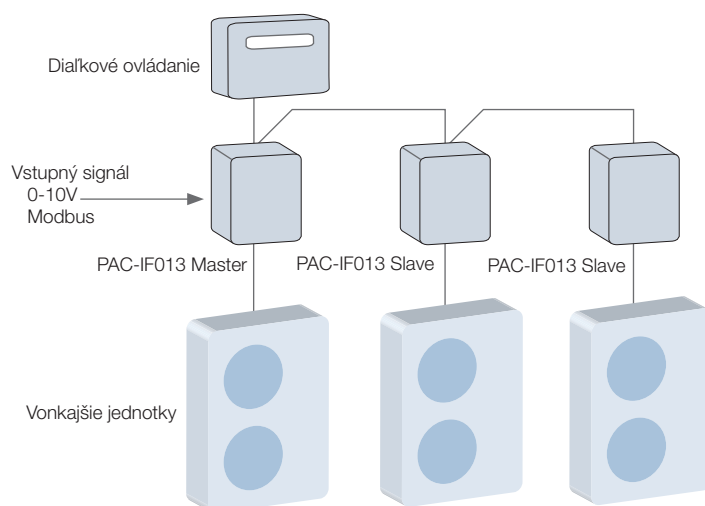 Diaľkové ovládanie
Vstupný signál
0-10V
Modbus
PAC-IF013 Master
PAC-IF013 Slave
PAC-IF013 Slave
Vonkajšie jednotky